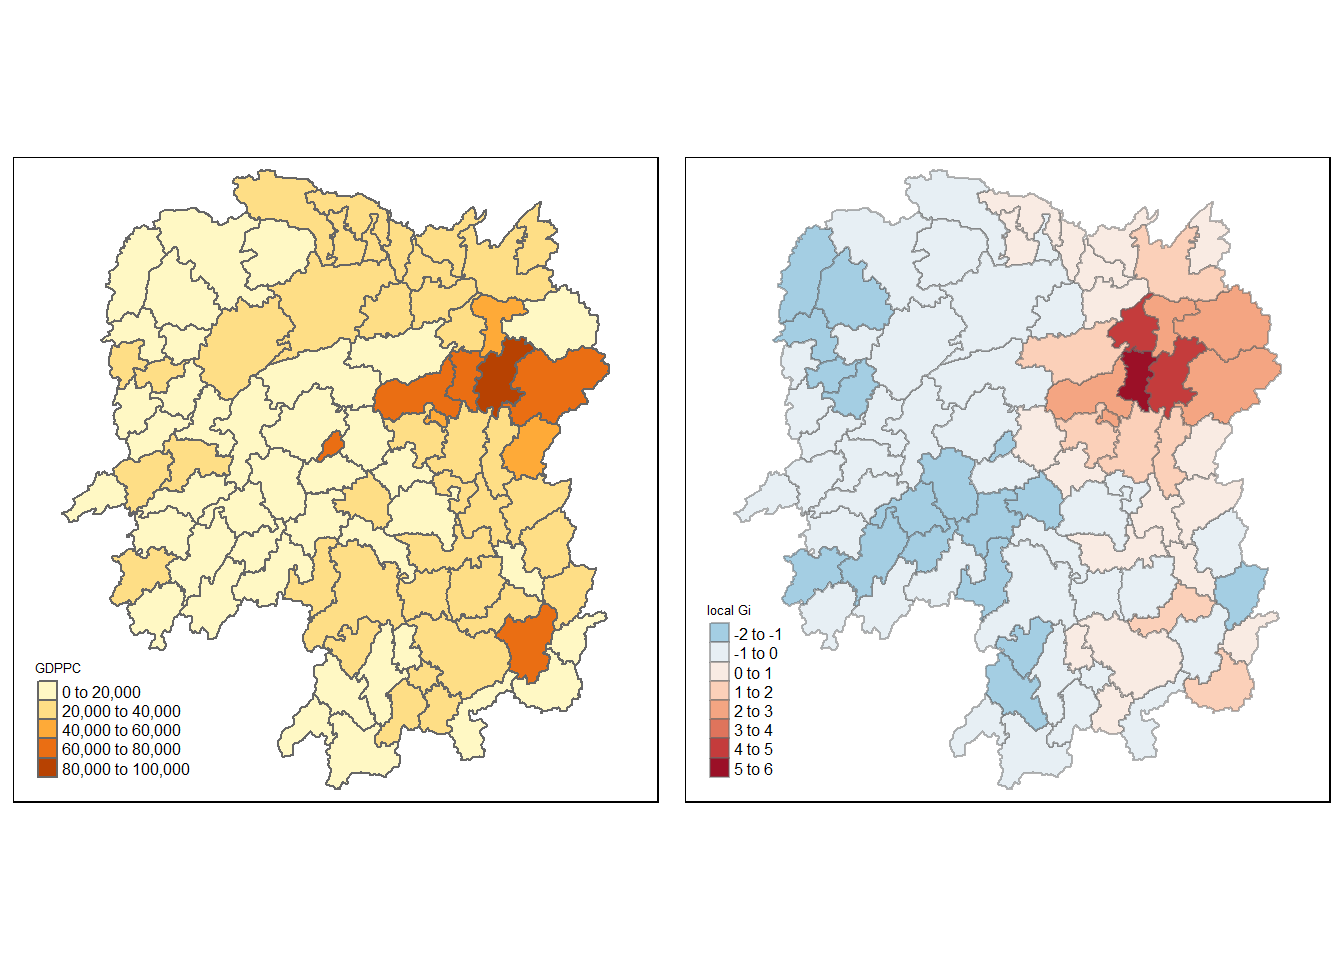 GDPPC
0 to 20,000
20,000 to 40,000
40,000 to 60,000
60,000 to 80,000
80,000 to 100,000
local Gi
-2 to -1
-1 to 0
0 to 1
1 to 2
2 to 3
3 to 4
4 to 5
5 to 6